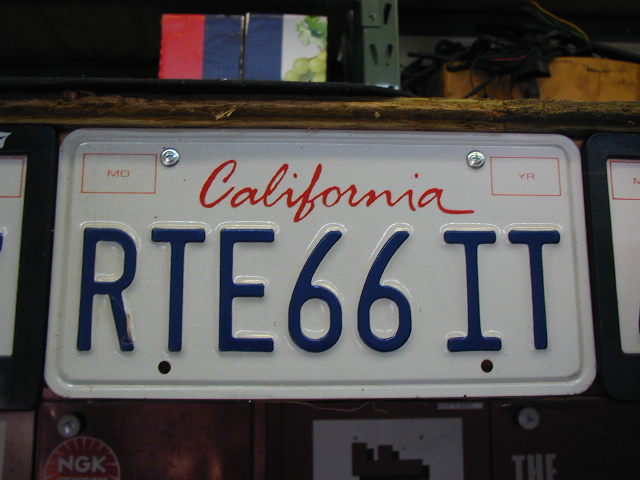 MO
California
YR
RTE66 IT
NGK
THE